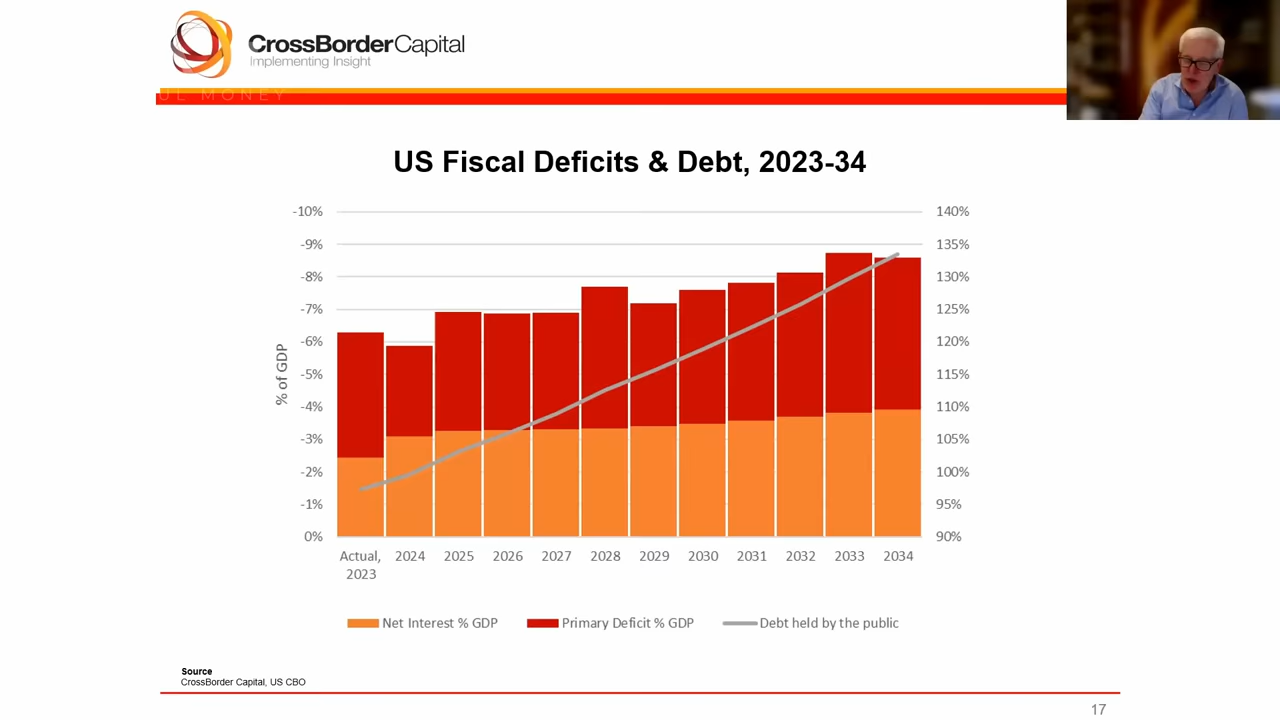 CrossBorderCapital
Implementing Insight
UL MONEY
US Fiscal Deficits & Debt, 2023-34
% of GDP
-10%
-9%
-8%
-7%
-6%
-5%
-4%
-3%
-2%
-1%
0%
140%
135%
130%
125%
120%
115%
110%
105%
100%
95%
90%
Actual, 2024 2025 2026 2027 2028 2029 2030 2031 2032 2033 2034
2023
Net Interest % GDP Primary Deficit % GDP Debt held by the public
Source
CrossBorder Capital, US CBO
17